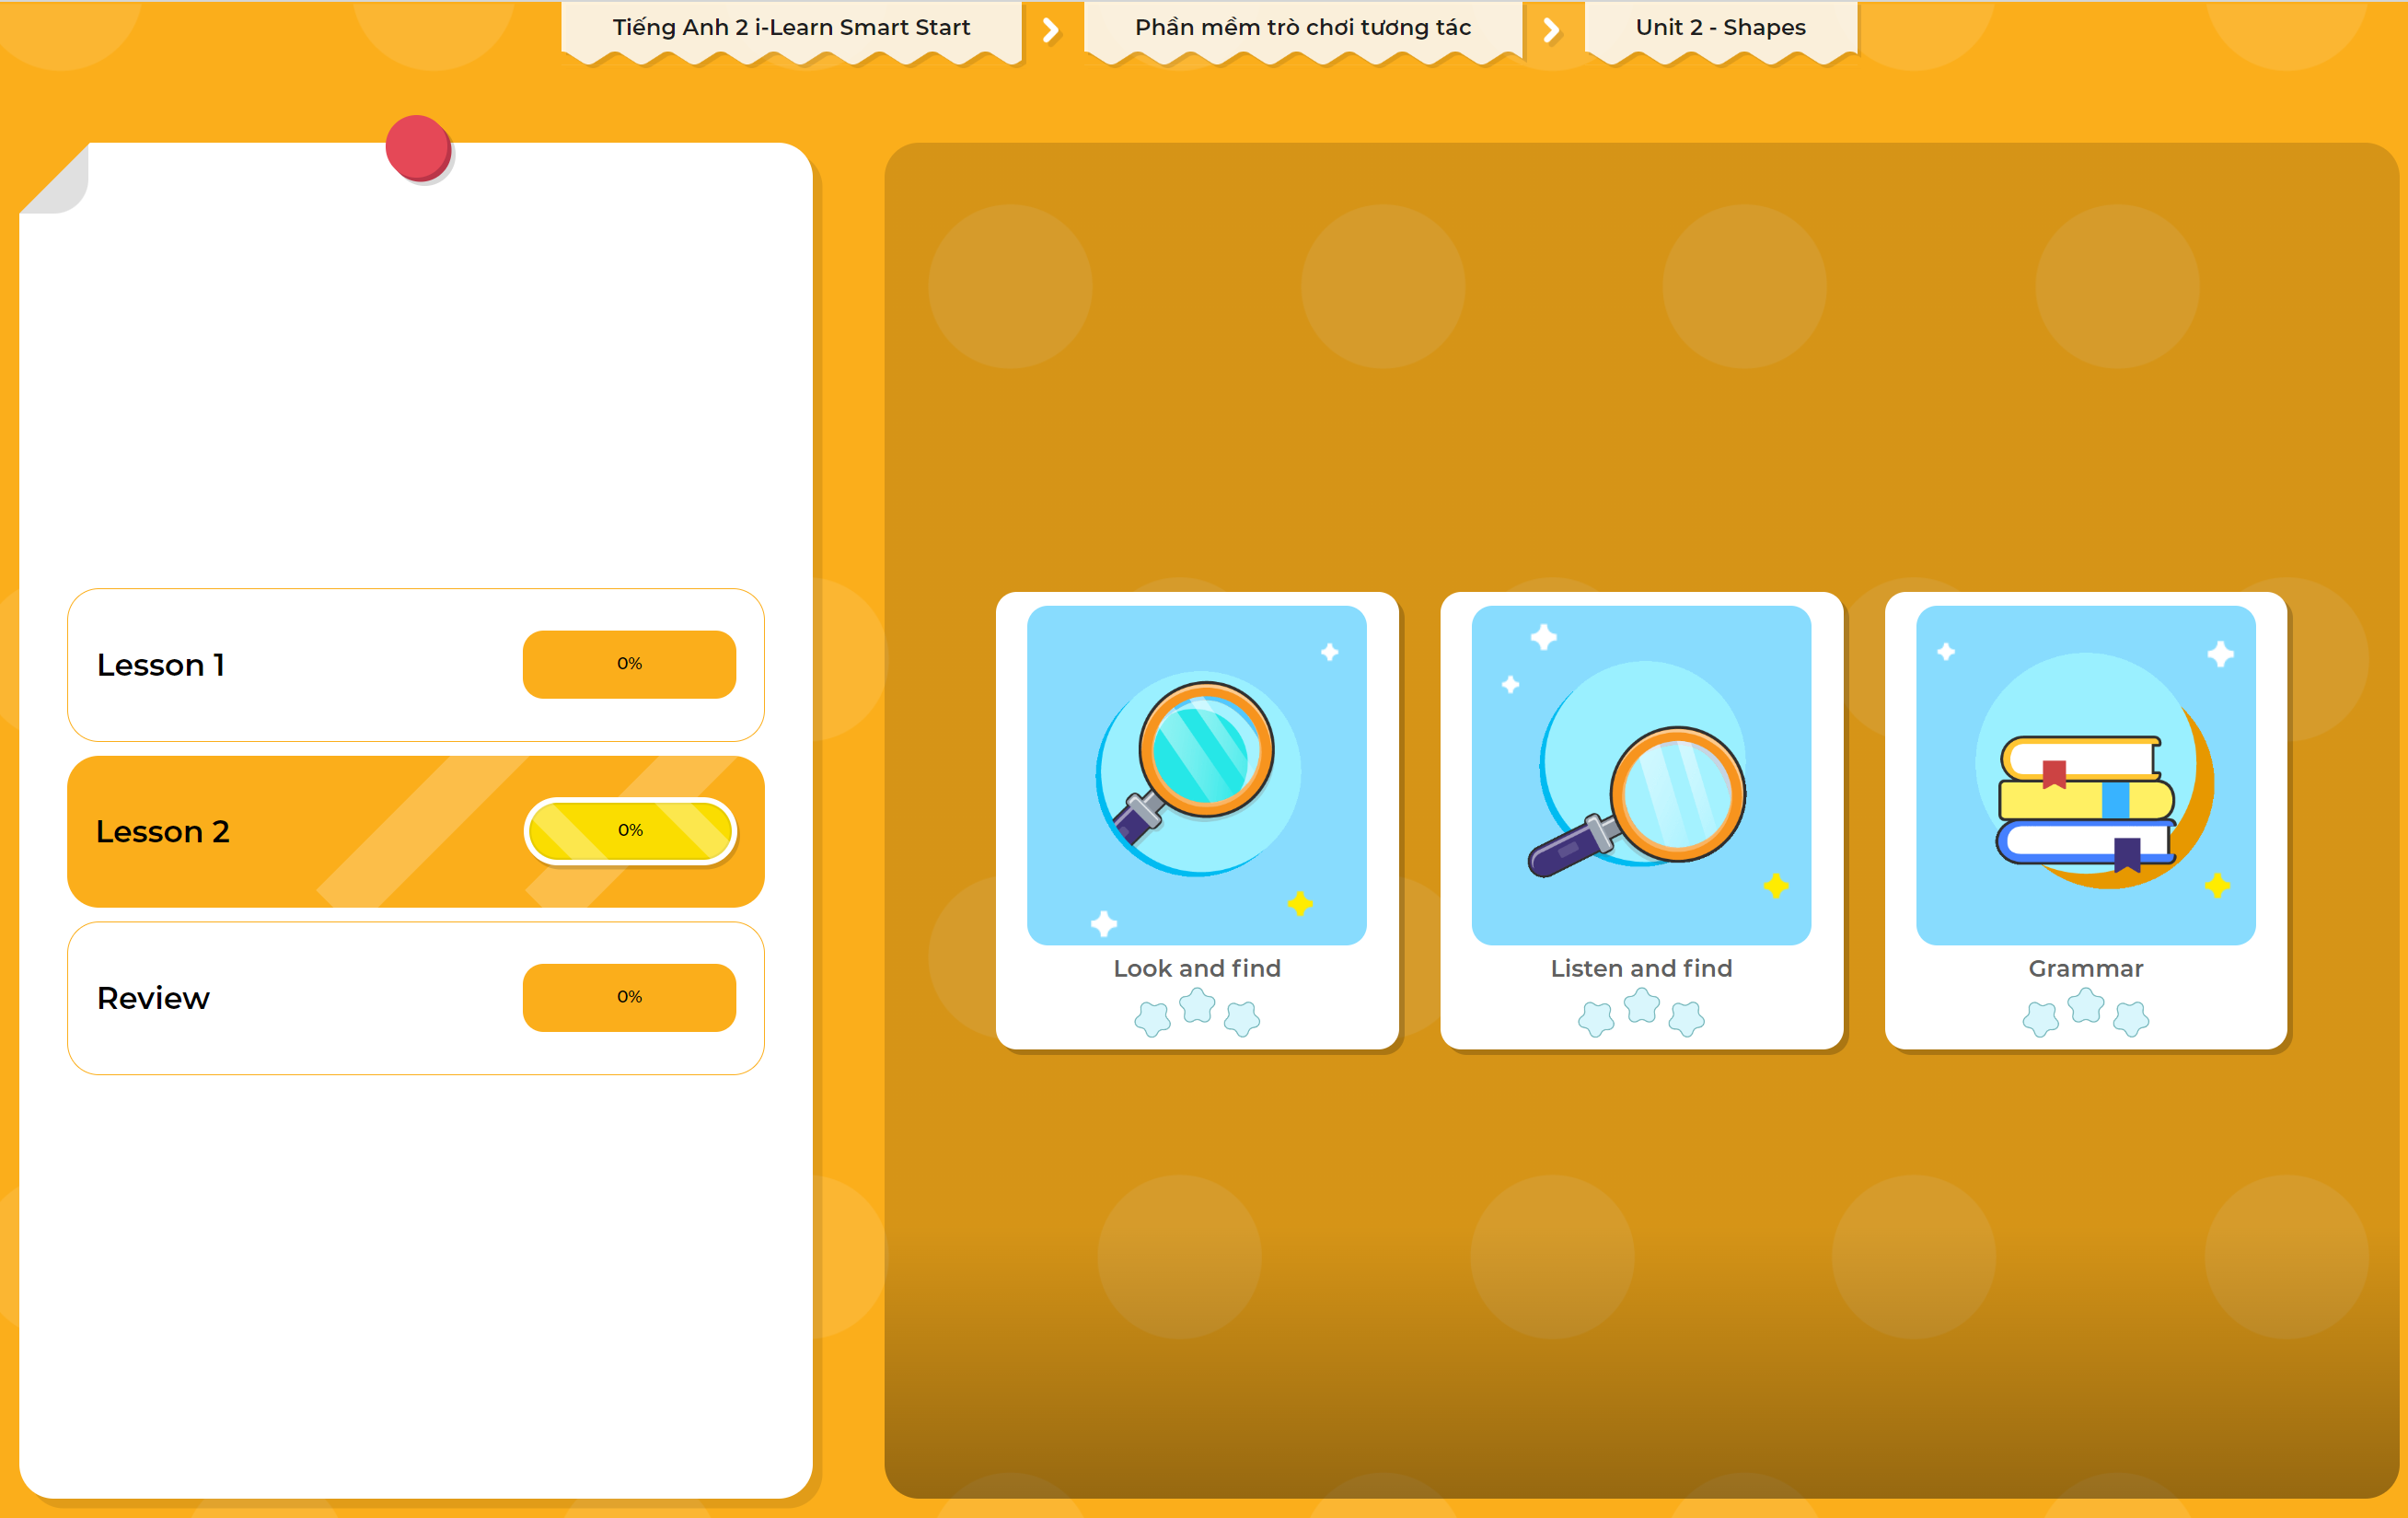 Tiếng Anh 2 i-Learn Smart Start
Phần mềm trò chơi tương tác
Unit 2 - Shapes
Lesson 1
0%
Lesson 2
0%
Review
0%
Look and find
Listen and find
Grammar